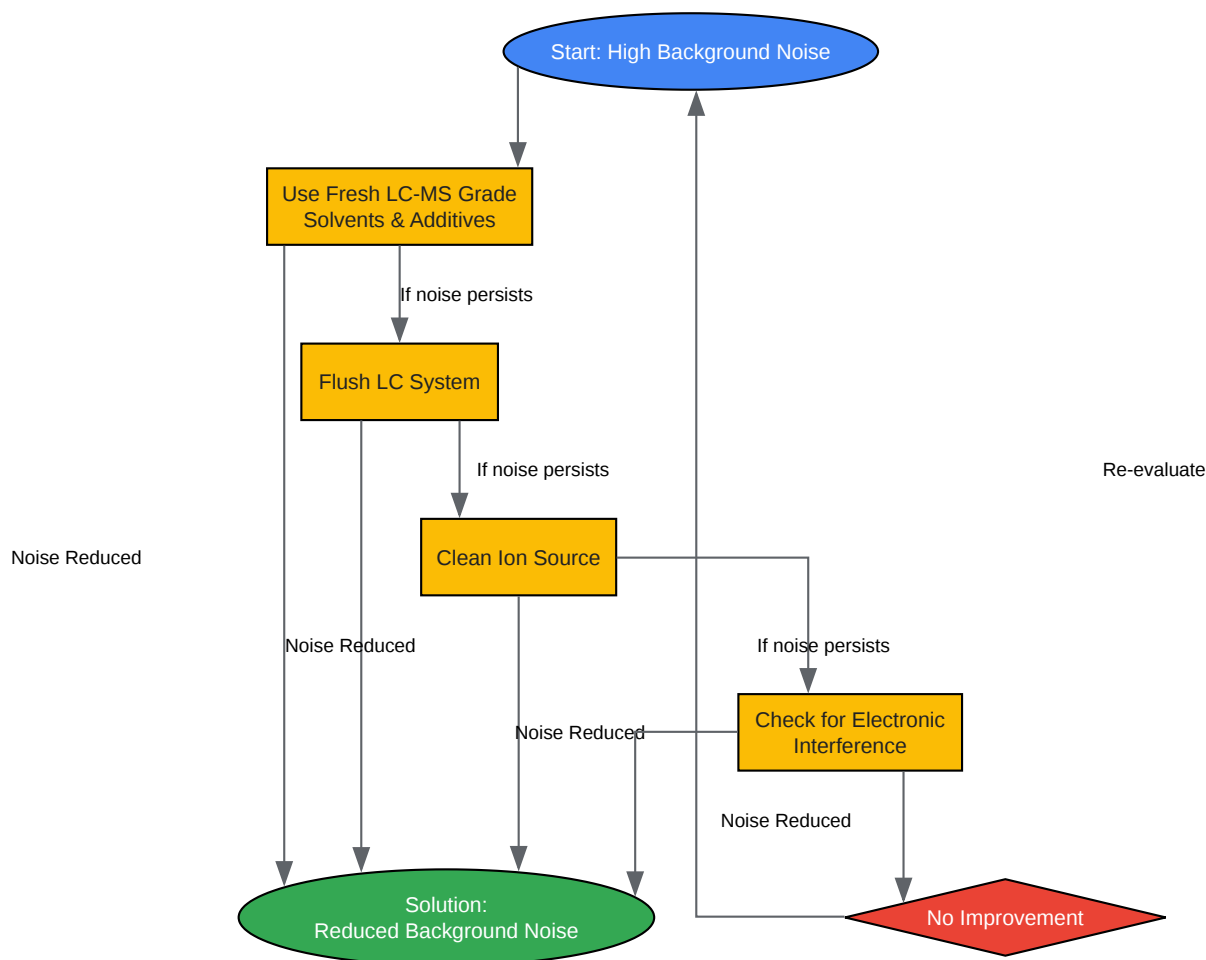 Start: High Background Noise
Use Fresh LC-MS Grade
Solvents & Additives
If noise persists
Flush LC System
If noise persists
Re-evaluate
Noise Reduced
Clean Ion Source
Noise Reduced
If noise persists
Noise Reduced
Check for Electronic
Interference
Noise Reduced
Solution:
Reduced Background Noise
No Improvement